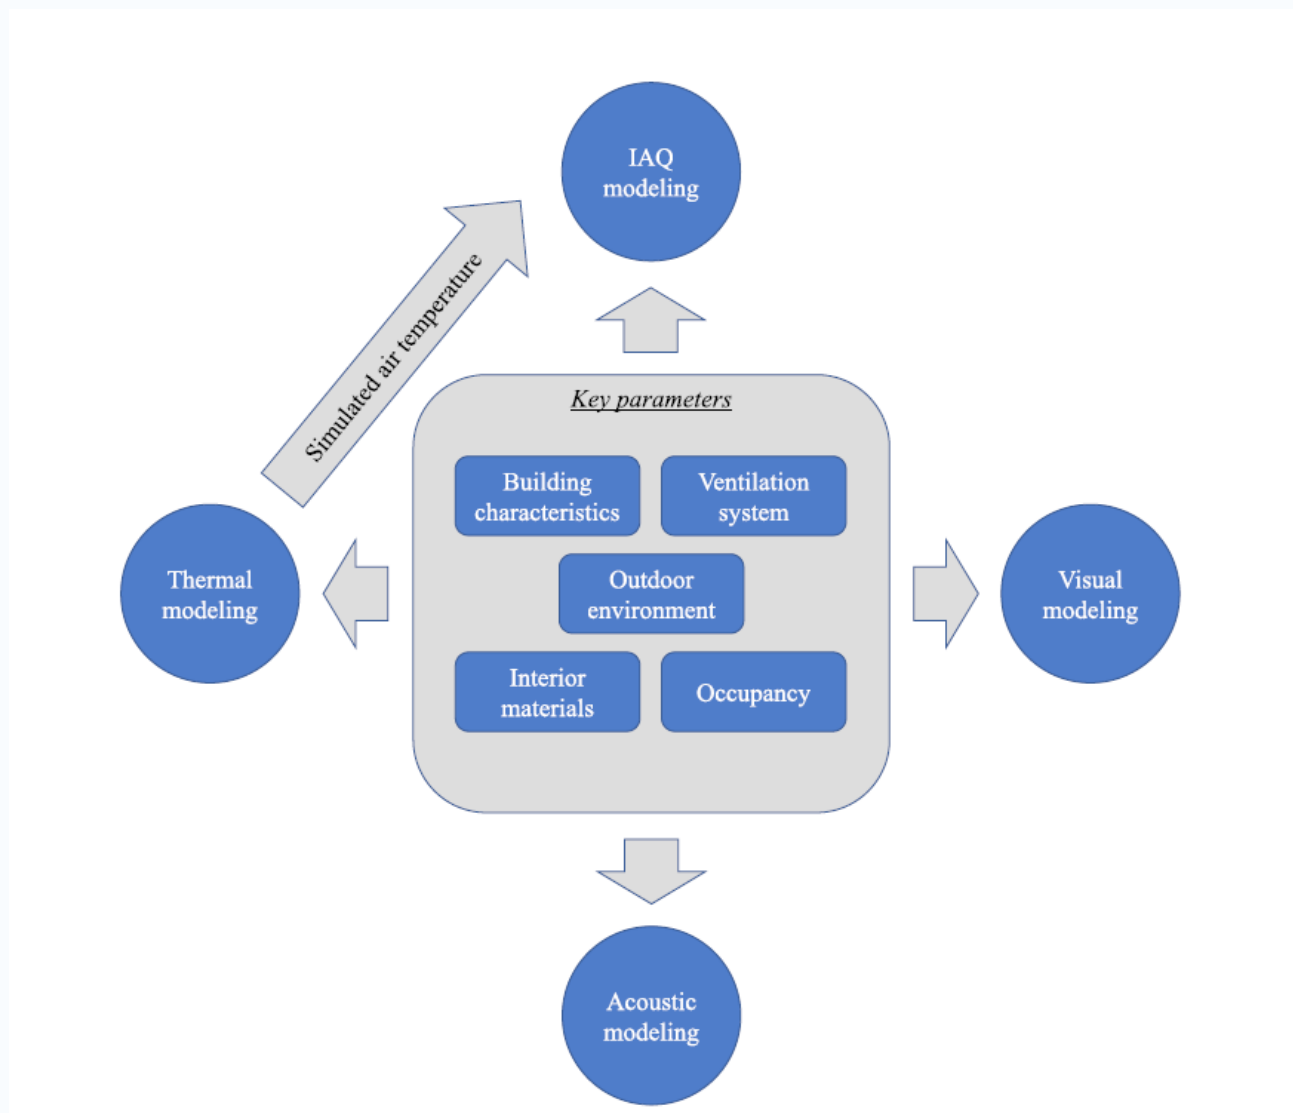 IAQ
modeling
Simulated air temperature
Key parameters
Building
characteristics
Ventilation
system
Outdoor
environment
Interior
materials
Occupancy
Thermal
modeling
Visual
modeling
Acoustic
modeling